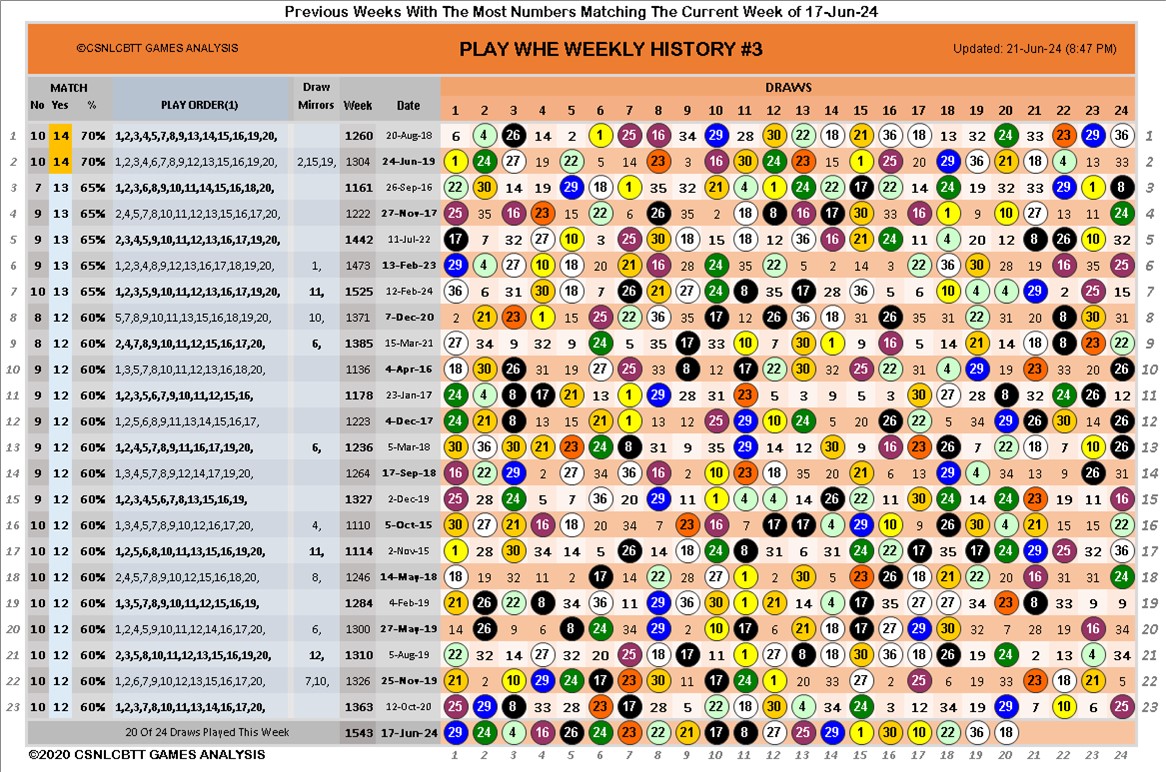 Previous Weeks With The Most Numbers Matching The Current Week of 17-Jun-24
©CSNLCBTT GAMES ANALYSIS PLAY WHE WEEKLY HISTORY #3 Updated: 21-Jun-24 (8:47 PM)
MATCH Draw DRAWS
No Yes % PLAY ORDER(1) Mirrors Week Date 1 2 3 4 5 6 7 8 9 10 11 12 13 14 15 16 17 18 19 20 21 22 23 24
1 10 14 70% 1,2,3,4,5,7,8,9,13,14,15,16,19,20, 1260 20-Aug-18 6 4 26 14 2 1 25 16 34 29 28 30 22 18 21 36 18 13 32 24 33 23 29 36 1
2 10 14 70% 1,2,3,4,6,7,8,9,12,13,15,16,19,20, 2,15,19, 1304 24-Jun-19 1 24 27 19 22 5 14 23 3 16 30 24 23 15 1 25 20 29 36 21 18 4 13 33 2
3 7 13 65% 1,2,3,6,8,9,10,11,14,15,16,18,20, 1161 26-Sep-16 22 30 14 19 29 18 1 35 32 21 4 1 24 22 17 22 14 24 19 32 33 29 1 8 3
4 9 13 65% 2,4,5,7,8,10,11,12,13,15,16,17,20, 1222 27-Nov-17 25 35 16 23 15 22 6 26 35 2 18 8 16 14 30 33 16 1 9 10 27 13 11 24 4
5 9 13 65% 2,3,4,5,9,10,11,12,13,16,17,19,20, 1442 11-Jul-22 17 7 32 27 10 3 25 30 18 15 18 12 36 16 21 24 11 4 20 12 8 26 10 32 5
6 9 13 65% 1,2,3,4,8,9,12,13,16,17,18,19,20, 1, 1473 13-Feb-23 29 4 27 10 18 20 21 16 28 24 35 22 5 2 14 3 22 36 30 28 19 16 35 25 6
7 10 13 65% 1,2,3,5,9,10,11,12,13,16,17,19,20, 11, 1525 12-Feb-24 36 6 31 30 18 7 26 21 27 24 8 35 17 28 36 5 6 10 4 4 29 2 25 15 7
8 8 12 60% 5,7,8,9,10,11,13,15,16,18,19,20, 10, 1371 7-Dec-20 2 21 23 1 15 25 22 36 35 17 12 26 36 8 31 26 35 31 22 31 20 8 30 31 8
9 8 12 60% 2,4,7,8,9,10,11,12,15,16,17,20, 6, 1385 15-Mar-21 27 34 9 32 9 24 5 35 17 33 10 7 30 1 9 16 5 14 21 14 18 8 23 22 9
10 9 12 60% 1,3,5,7,8,10,11,12,13,16,18,20, 1136 4-Apr-16 18 30 26 31 19 27 25 33 8 12 17 22 30 32 25 22 31 4 29 19 23 33 20 26 10
11 9 12 60% 1,2,3,5,6,7,9,10,11,12,15,16, 1178 23-Jan-17 24 4 8 17 21 13 1 29 28 31 23 5 3 9 5 11 30 18 27 8 32 24 26 34 11
12 9 12 60% 1,2,5,6,8,9,11,13,14,15,16,17, 1223 4-Dec-17 24 21 8 13 15 21 1 13 12 25 29 10 24 5 20 26 22 5 34 29 26 30 14 26 12
13 9 12 60% 1,2,4,5,7,8,9,11,16,17,19,20, 6, 1236 5-Mar-18 30 36 30 21 23 24 8 31 9 35 29 14 12 30 9 16 23 26 7 22 18 7 10 26 13
14 9 12 60% 1,3,4,5,7,8,9,12,14,17,19,20, 1264 17-Sep-18 16 22 29 2 27 34 36 16 2 10 23 18 35 20 21 6 13 29 4 34 13 9 26 31 14
15 9 12 60% 1,2,3,4,5,6,7,8,13,15,16,19, 1327 2-Dec-19 25 28 24 5 7 36 20 29 11 1 4 4 14 26 22 11 30 24 14 24 23 19 11 16 15
16 10 12 60% 1,3,4,5,7,8,9,10,12,16,17,20, 4, 1110 5-Oct-15 30 27 21 16 18 20 34 7 23 16 7 17 17 4 29 10 9 26 30 4 21 15 15 22 16
17 10 12 60% 1,2,5,6,8,10,11,13,15,16,19,20, 11, 1114 2-Nov-15 1 28 30 34 14 5 26 14 18 24 8 31 6 31 24 22 17 35 17 24 29 25 32 36 17
18 10 12 60% 2,4,5,7,8,9,10,12,15,16,18,20, 8, 1246 14-May-18 18 19 32 11 2 17 14 22 28 27 1 2 30 5 23 26 18 21 22 20 16 31 31 24 18
19 10 12 60% 1,3,5,7,8,9,10,11,12,15,16,19, 1284 4-Feb-19 21 26 22 8 34 36 11 29 36 30 1 21 14 4 17 35 27 27 34 23 8 33 9 9 19
20 10 12 60% 1,2,4,5,9,10,11,12,14,16,17,20, 6, 1300 27-May-19 14 26 9 6 8 24 34 29 2 10 17 6 21 18 17 27 29 30 32 7 28 19 16 34 20
21 10 12 60% 2,3,5,8,10,11,12,13,15,16,19,20, 12, 1310 5-Aug-19 22 32 14 27 32 20 25 18 17 11 1 27 8 18 30 36 18 26 19 24 2 13 4 34 21
22 10 12 60% 1,2,6,7,9,10,12,15,16,17,19,20, 7,10, 1326 25-Nov-19 21 2 10 29 24 17 23 30 11 17 24 1 20 33 27 2 25 6 19 35 23 18 21 5 22
23 10 12 60% 1,2,3,7,8,10,11,13,15,16,17,20, 1363 12-Oct-20 25 29 8 33 28 23 17 28 5 22 18 30 4 34 24 3 13 12 34 29 7 10 6 25 23
20 Of 24 Draws Played This Week 1543 17-Jun-24 29 24 4 16 26 24 23 22 21 17 8 27 25 29 1 30 10 22 36 18
©2020 CSNLCBTT GAMES ANALYSIS 1 2 3 4 5 6 7 8 9 10 11 12 13 14 15 16 17 18 19 20 21 22 23 24